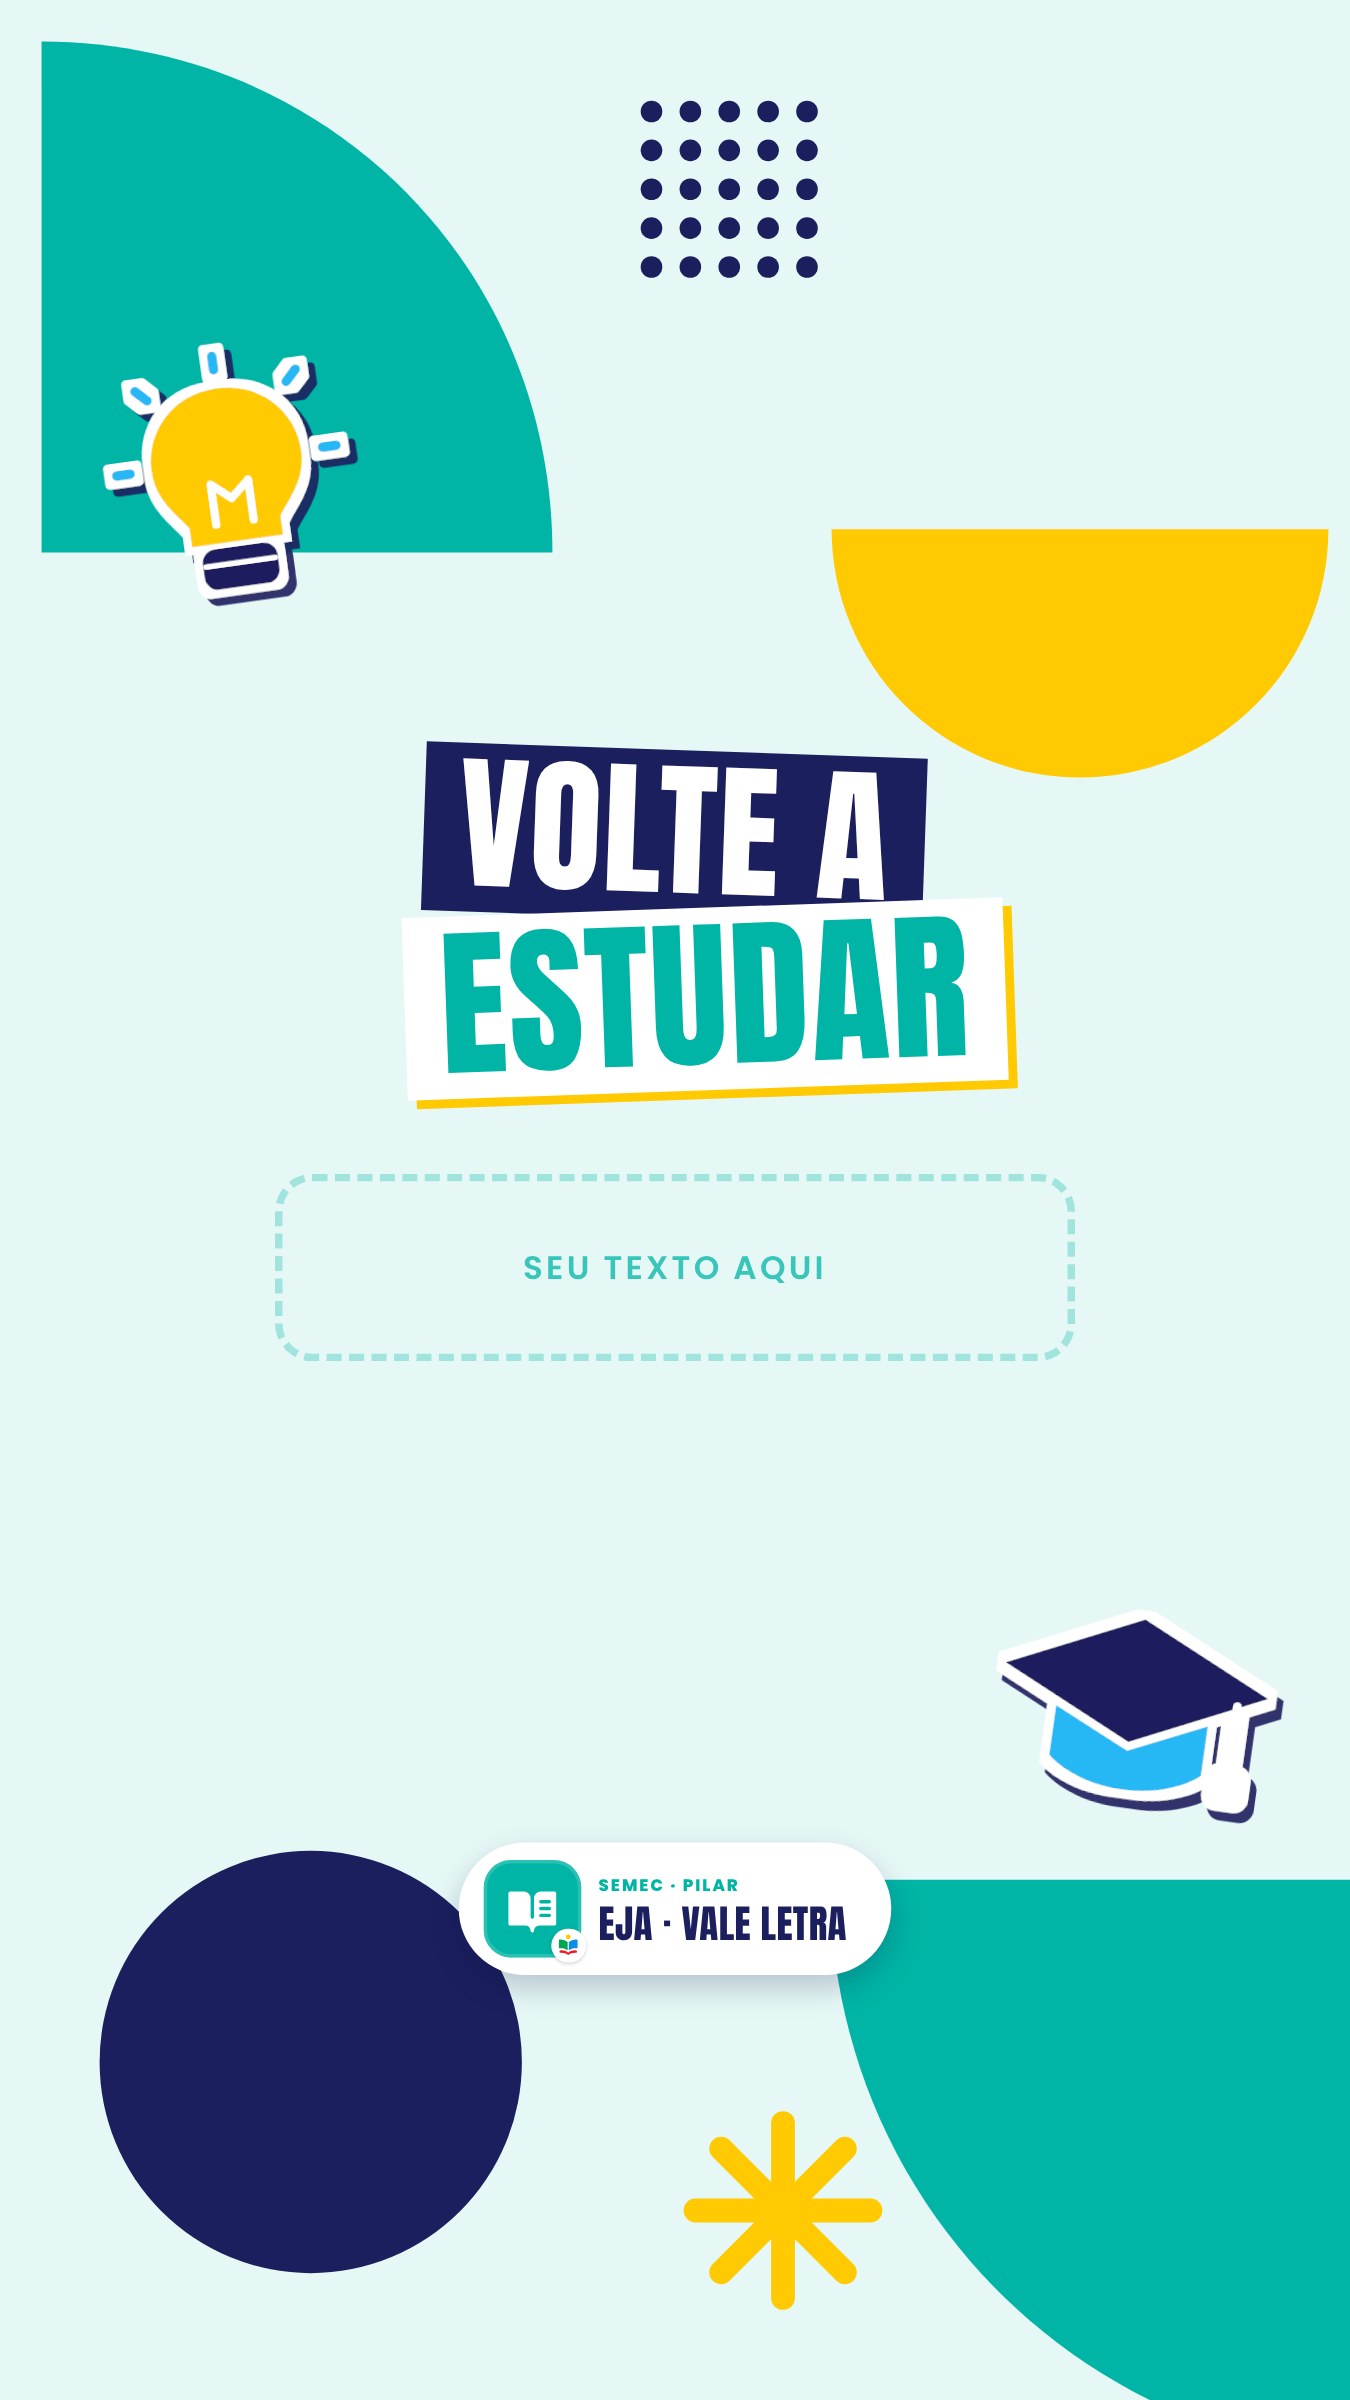 VOLTE A
ESTUDAR
SEU TEXTO AQUI
SEMEC · PILAR
EJA · VALE LETRA